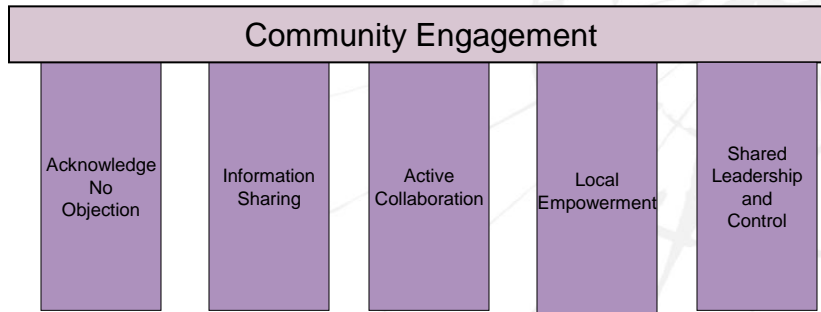 Community Engagement
Acknowledge
No
Objection
Information
Sharing
Active
Collaboration
Local
Empowerment
Shared
Leadership
and
Control